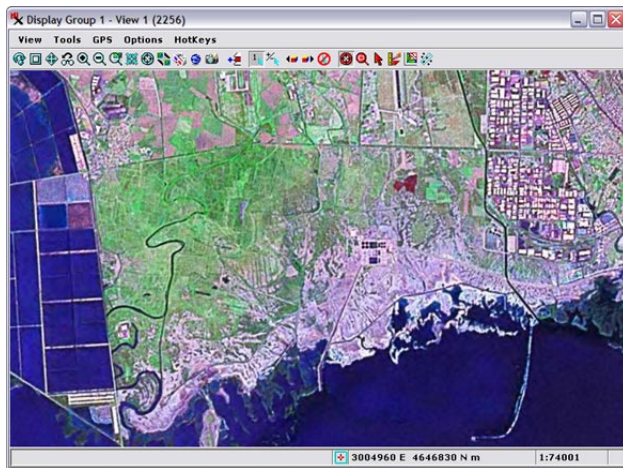 Display Group 1 - View 1 (2256)
View Tools GPS Options HotKeys
3004960 E 4646830 N m 1:74001